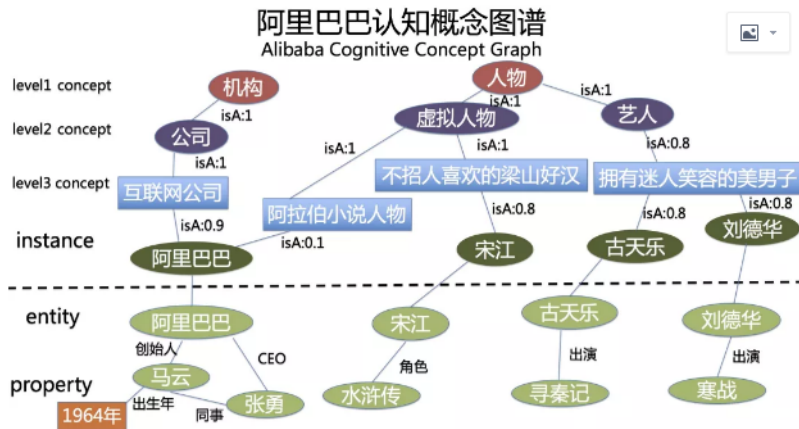 阿里巴巴认知概念图谱
Alibaba Cognitive Concept Graph
level1 concept
机构
人物
isA:1
isA:1
isA:1
level2 concept
公司
虚拟人物
艺人
isA:1
isA:1
isA:1
isA:0.8
level3 concept
互联网公司
阿拉伯小说人物
不招人喜欢的梁山好汉
拥有迷人笑容的美男子
isA:0.9
isA:0.1
isA:0.8
isA:0.8
isA:0.8
instance
阿里巴巴
宋江
古天乐
刘德华
entity
阿里巴巴
宋江
古天乐
刘德华
创始人
CEO
角色
出演
出演
property
马云
张勇
水浒传
寻秦记
寒战
出生年
同事
1964年